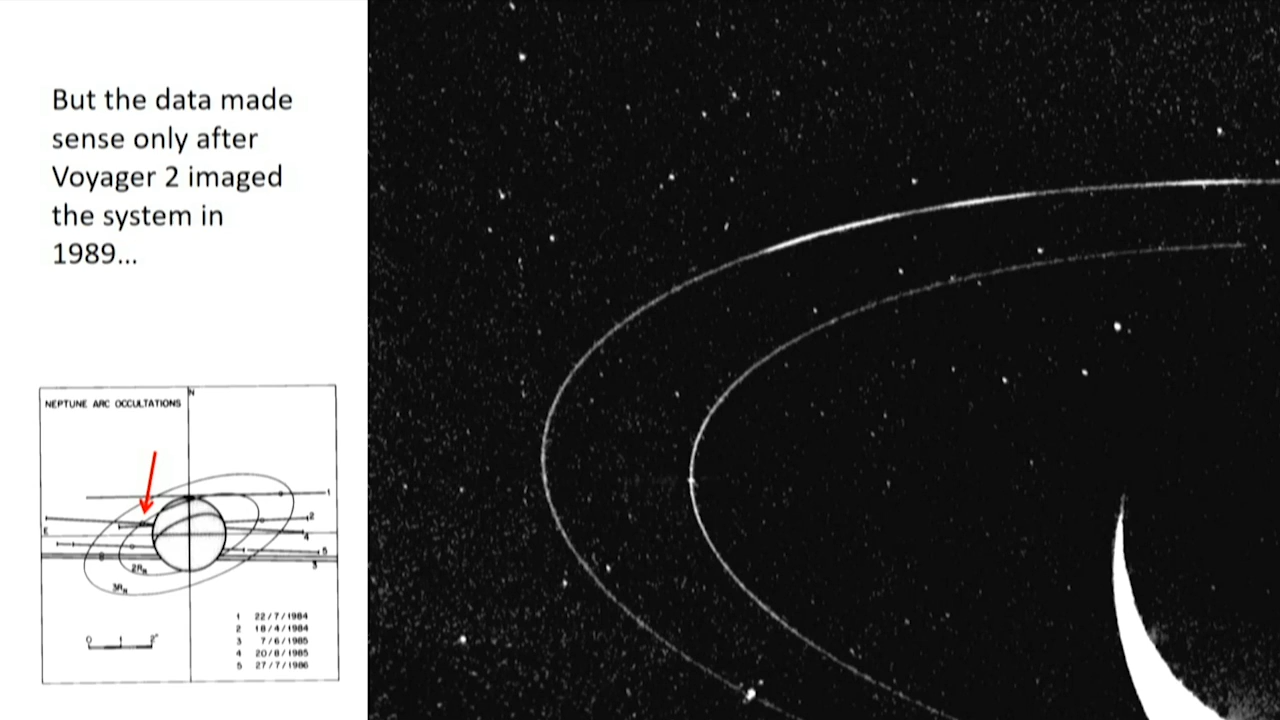 But the data made
sense only after
Voyager 2 imaged
the system in
1989...
N
NEPTUNE ARC OCCULTATIONS
1
2
E
4
5
3
2RN
3RN
0 1 2"
1 22/7/1984
2 18/4/1984
3 7/6/1985
4 20/8/1985
5 27/7/1986